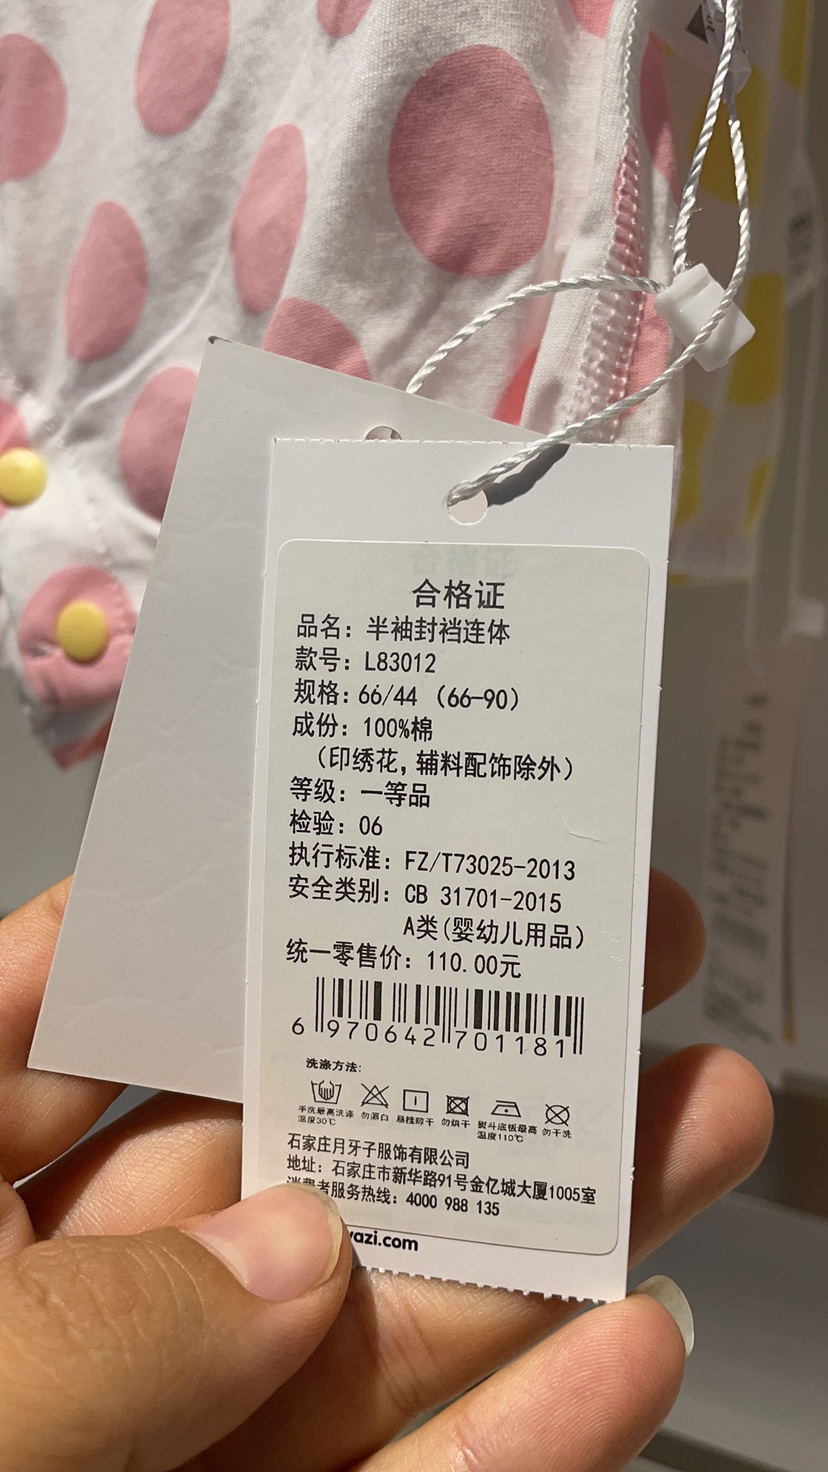 合格证
品名：半袖封裆连体
款号：L83012
规格：66/44（66-90）
成份：100%棉
（印绣花，辅料配饰除外）
等级：一等品
检验：06
执行标准：FZ/T73025-2013
安全类别：CB 31701-2015
A类(婴幼儿用品)
统一零售价：110.00元
6 970642 701181
洗涤方法：
手洗最高洗涤温度30℃ 勿漂白 悬挂晾干 勿烘干 熨斗底板最高温度110℃ 勿干洗
石家庄月牙子服饰有限公司
地址：石家庄市新华路91号金亿城大厦1005室
消费者服务热线：4000 988 135
yazi.com